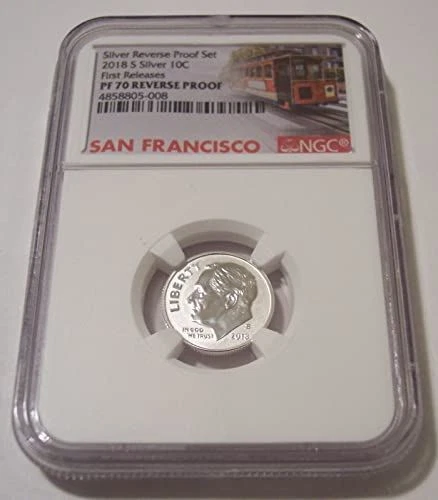 Silver Reverse Proof Set
2018 S Silver 10C
First Releases
PF 70 REVERSE PROOF
4858805-008
SAN FRANCISCO
NGC®
LIBERTY
IN GOD
WE TRUST
S
2018